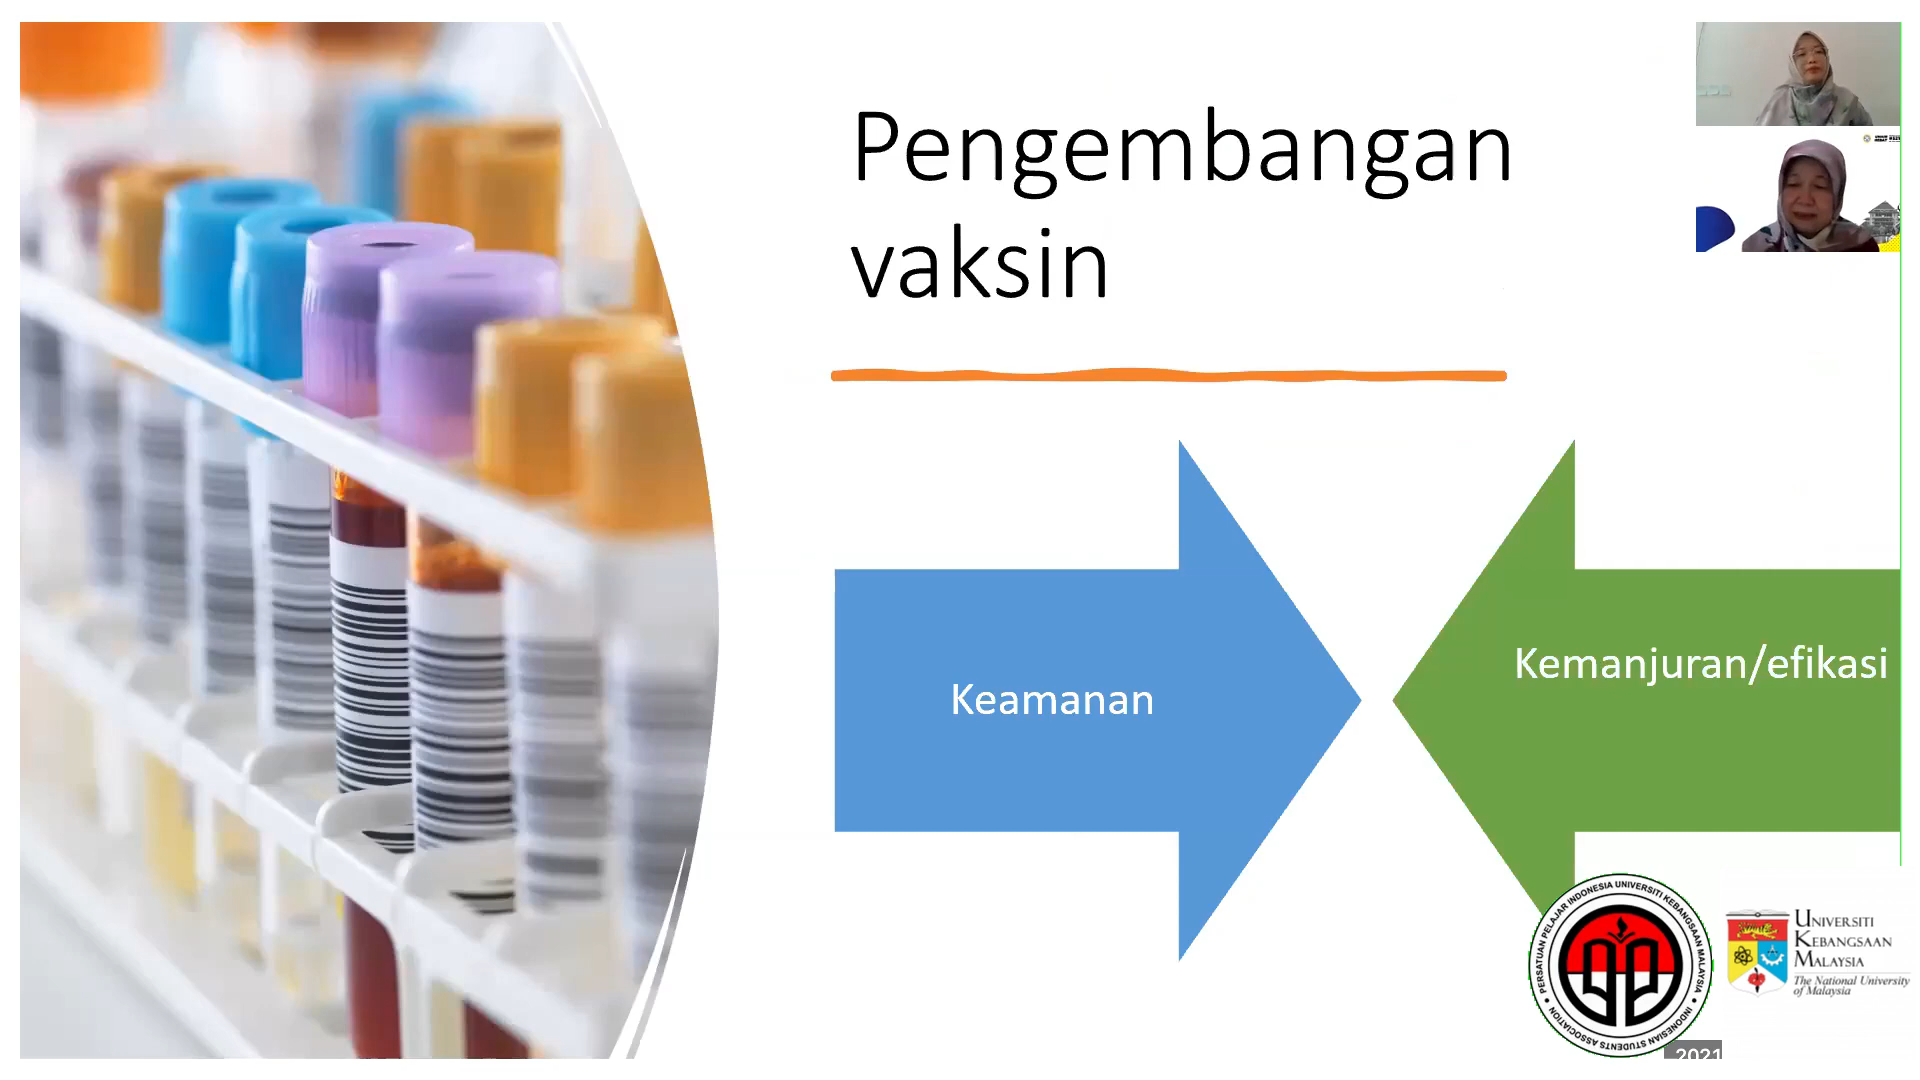 Pengembangan
vaksin
Keamanan
Kemanjuran/efikasi
PERSATUAN PELAJAR INDONESIA UNIVERSITI KEBANGSAAN MALAYSIA
INDONESIAN STUDENTS ASSOCIATION
UNIVERSITI
KEBANGSAAN
MALAYSIA
The National University
of Malaysia
2021